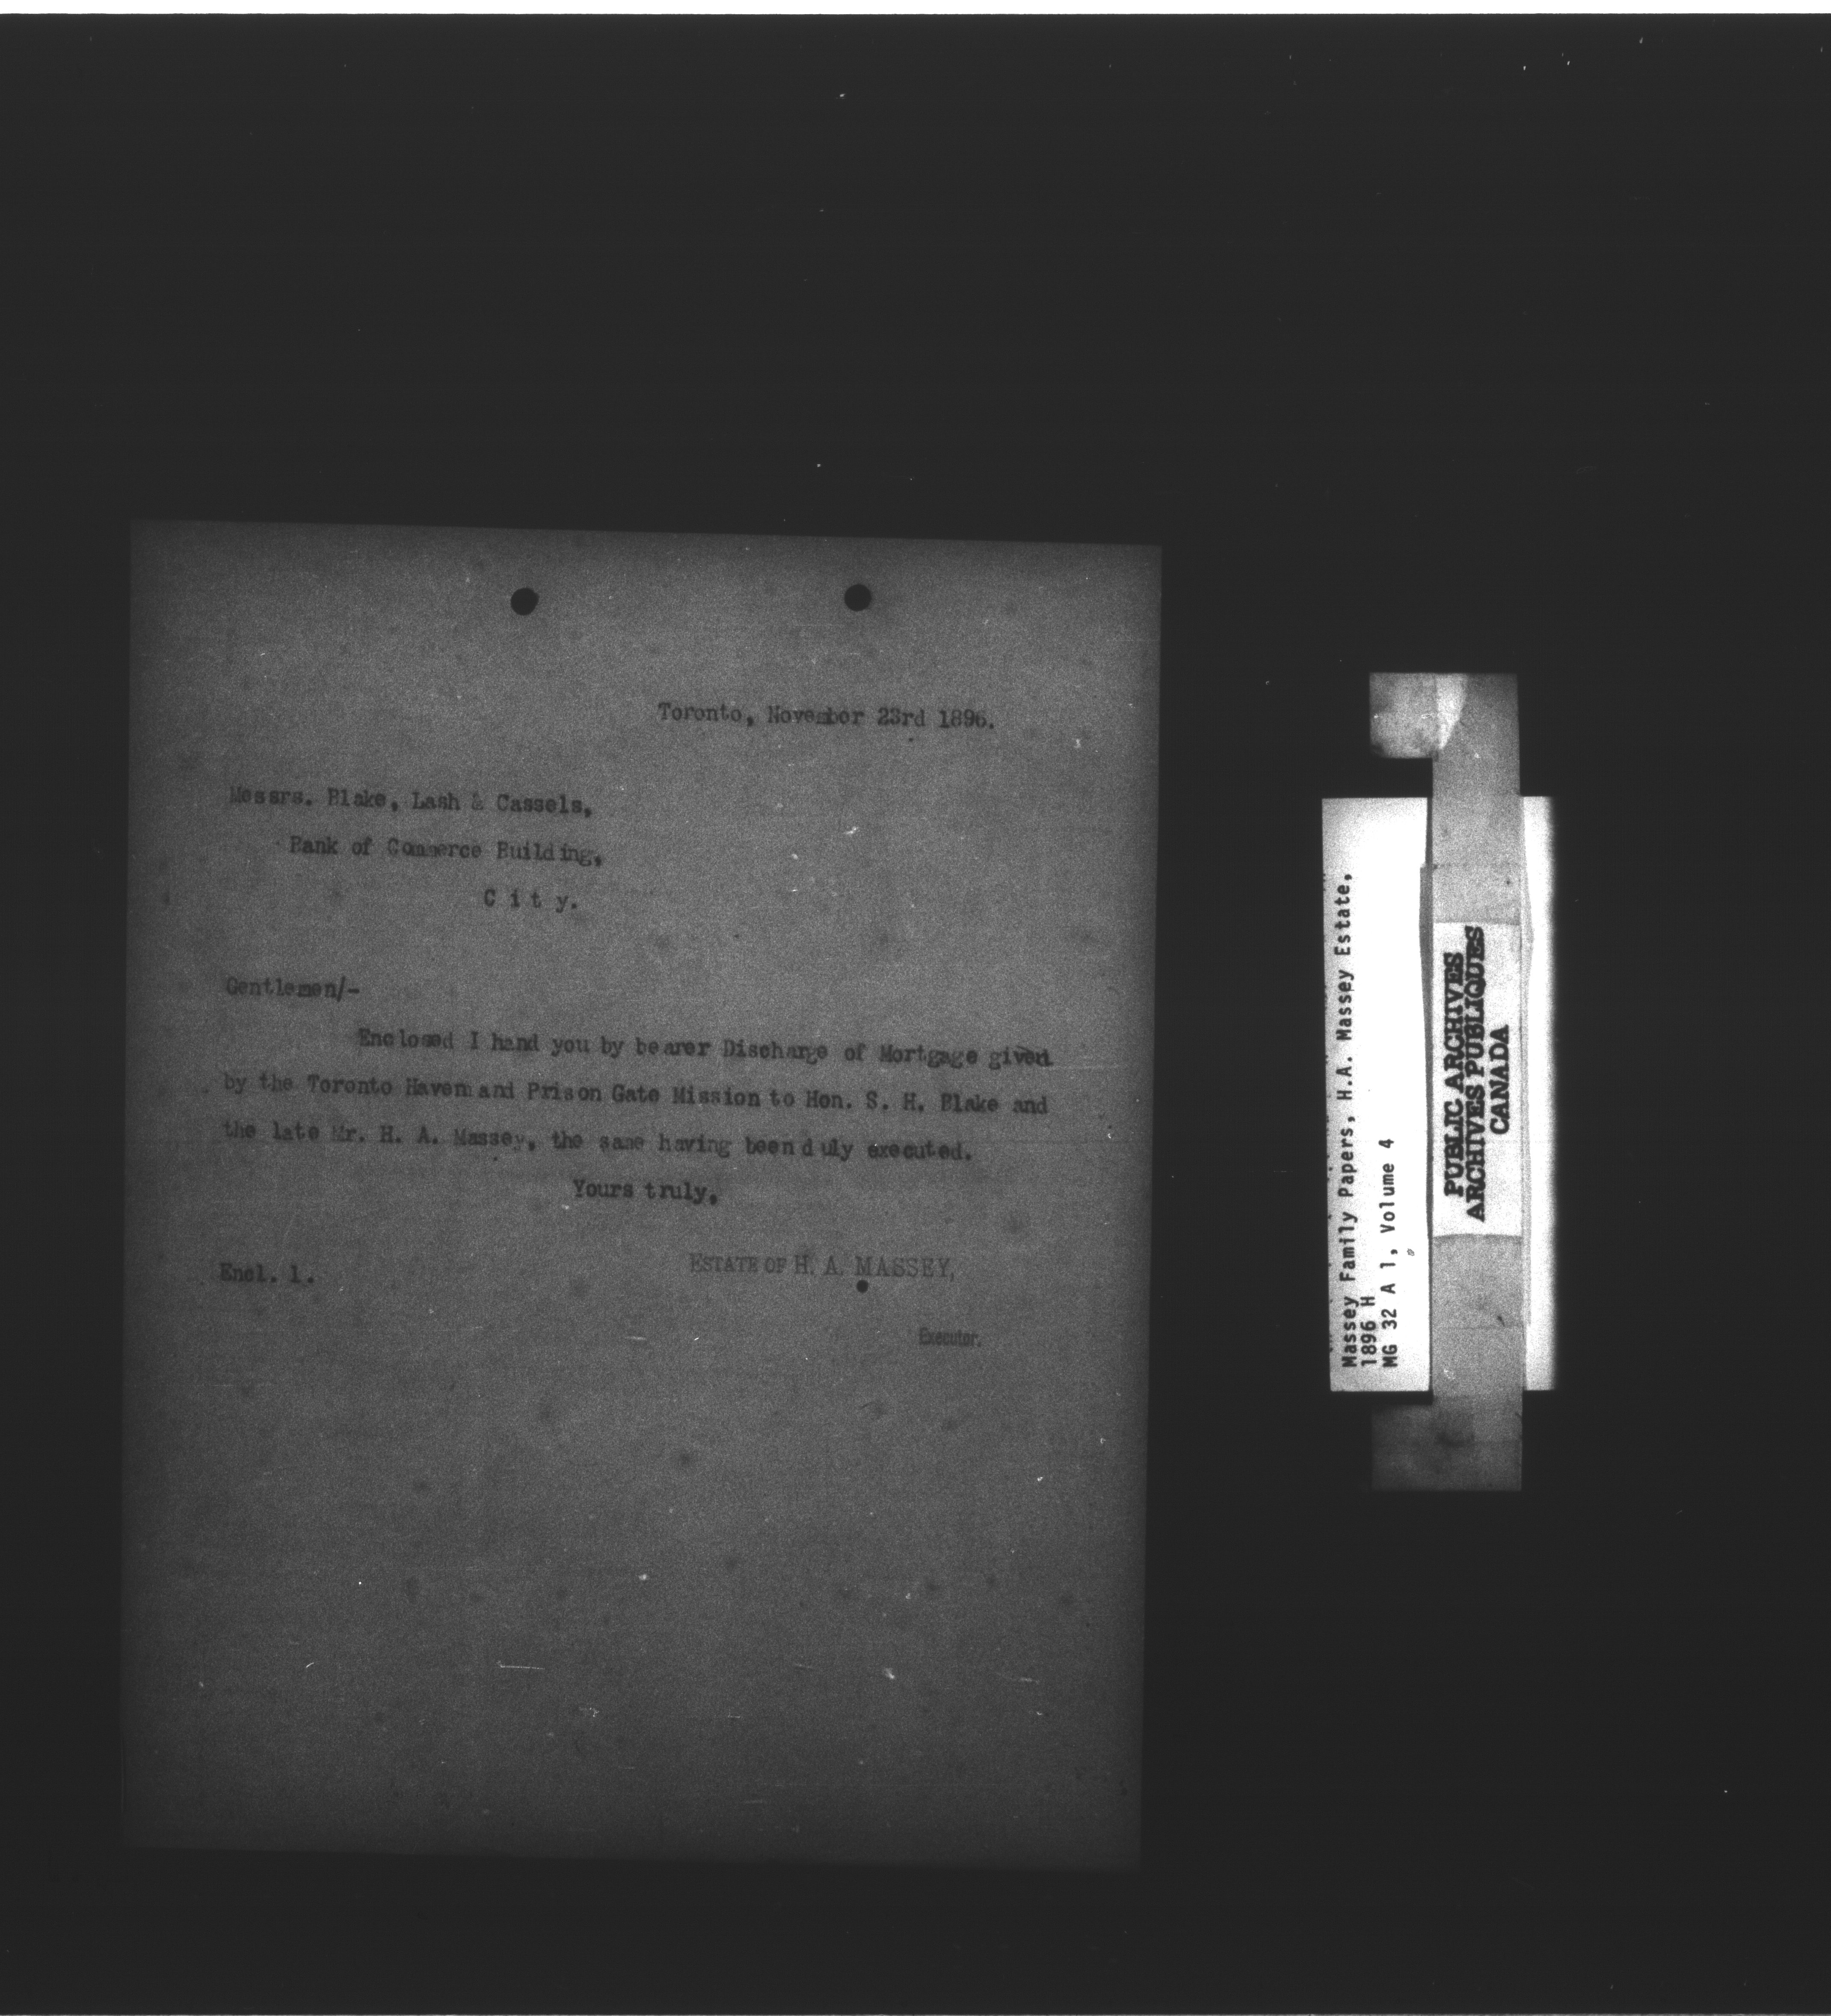 Toronto, November 23rd 1896.
Messrs. Blake, Lash & Cassels,
Bank of Commerce Building,
C i t y.
Gentlemen/-
Enclosed I hand you by bearer Discharge of Mortgage given
by the Toronto Haven and Prison Gate Mission to Hon. S. H. Blake and
the late Mr. H. A. Massey, the same having been duly executed.
Yours truly,
ESTATE OF H. A. MASSEY,
Encl. 1.
Executor.
Massey Family Papers, H.A. Massey Estate,
1896 H
MG 32 A 1, Volume 4
PUBLIC ARCHIVES
ARCHIVES PUBLIQUES
CANADA